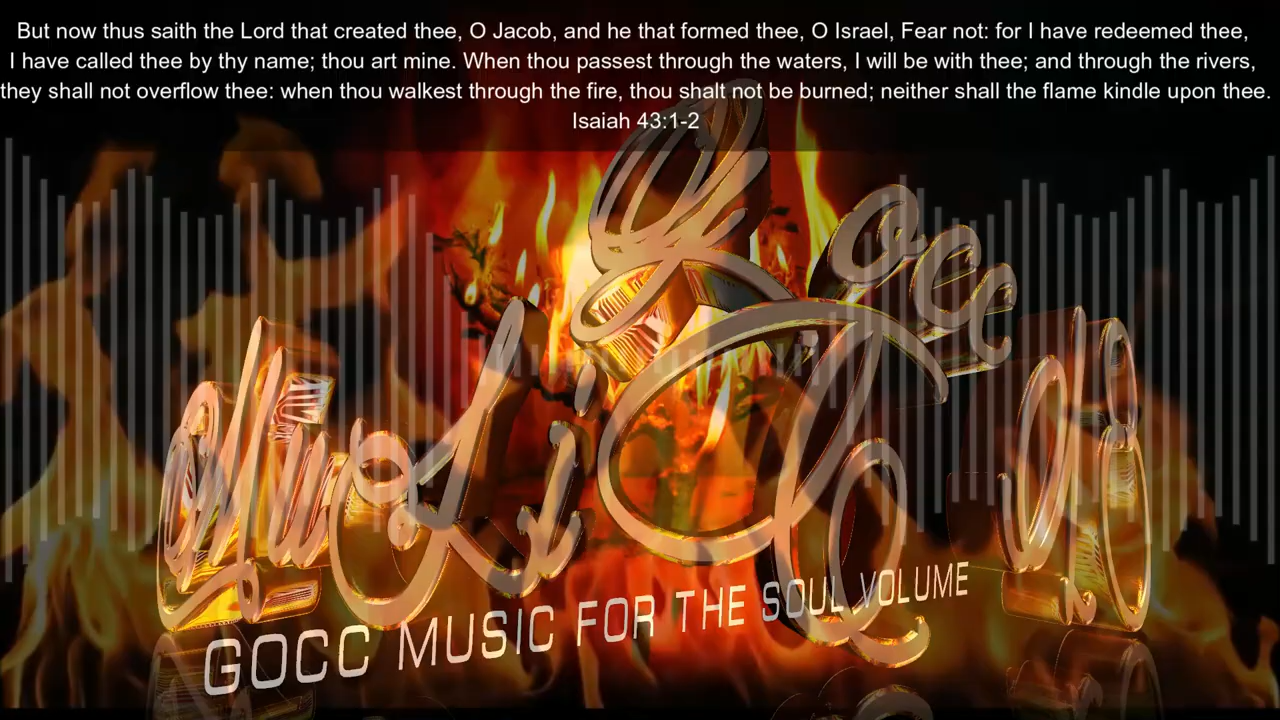 But now thus saith the Lord that created thee, O Jacob, and he that formed thee, O Israel, Fear not: for I have redeemed thee,
I have called thee by thy name; thou art mine. When thou passest through the waters, I will be with thee; and through the rivers,
they shall not overflow thee: when thou walkest through the fire, thou shalt not be burned; neither shall the flame kindle upon thee.
Isaiah 43:1-2
Gocc
GOCC MUSIC FOR THE SOUL VOLUME